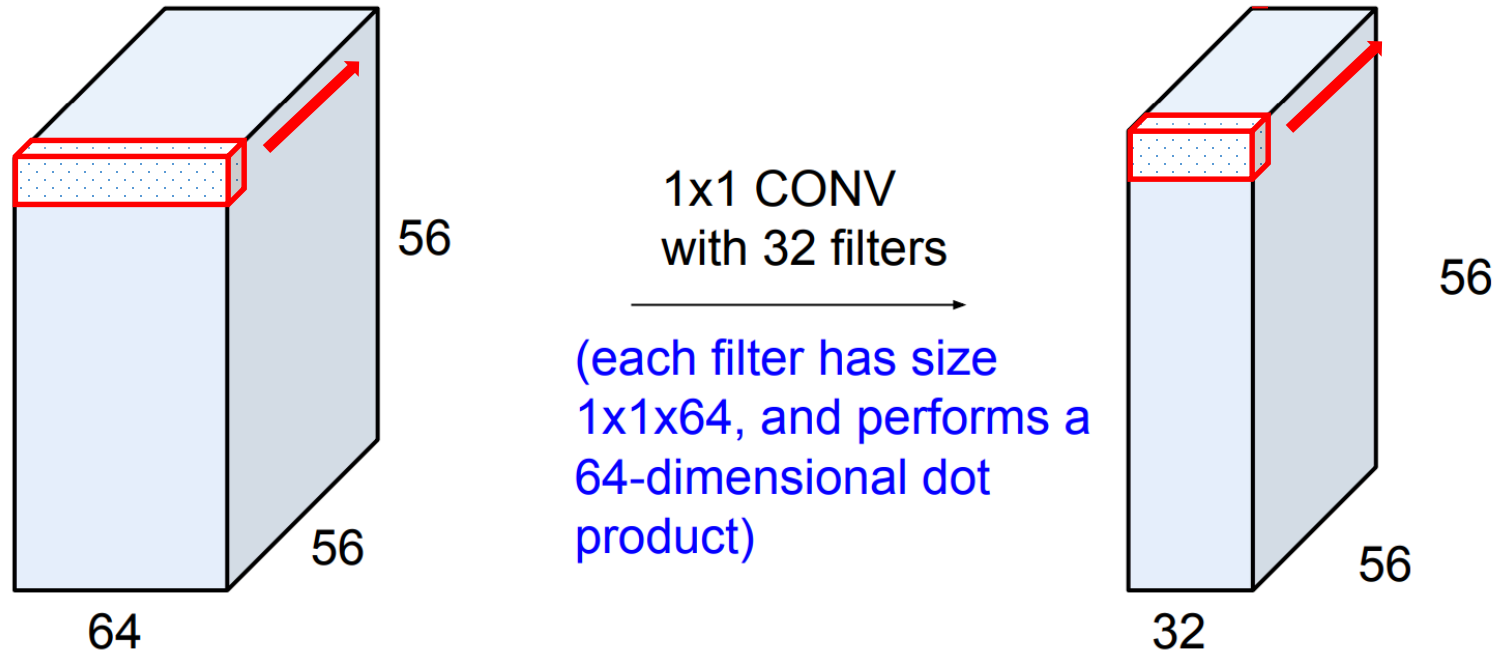 56
56
64
1x1 CONV
with 32 filters
(each filter has size
1x1x64, and performs a
64-dimensional dot
product)
56
56
32